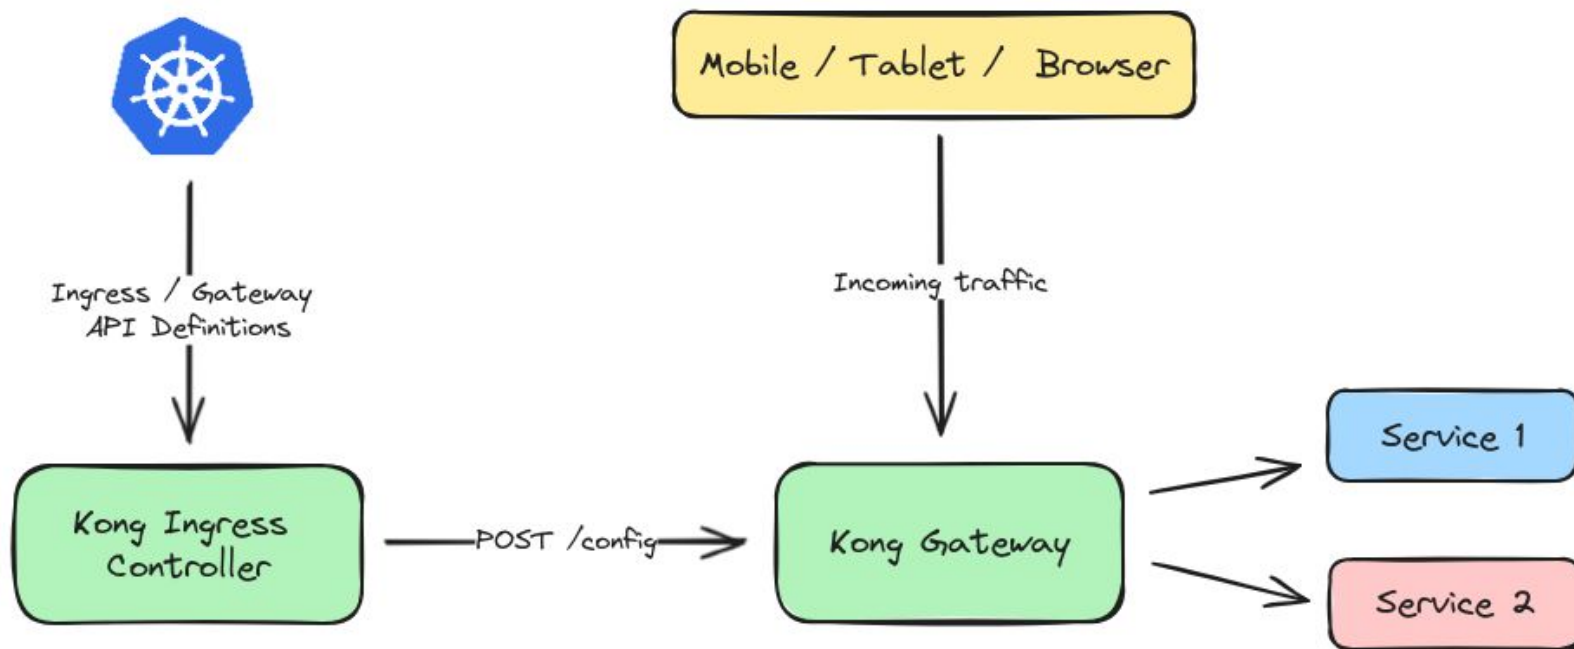 Mobile / Tablet / Browser
Ingress / Gateway
API Definitions
Incoming traffic
Kong Ingress
Controller
POST /config
Kong Gateway
Service 1
Service 2